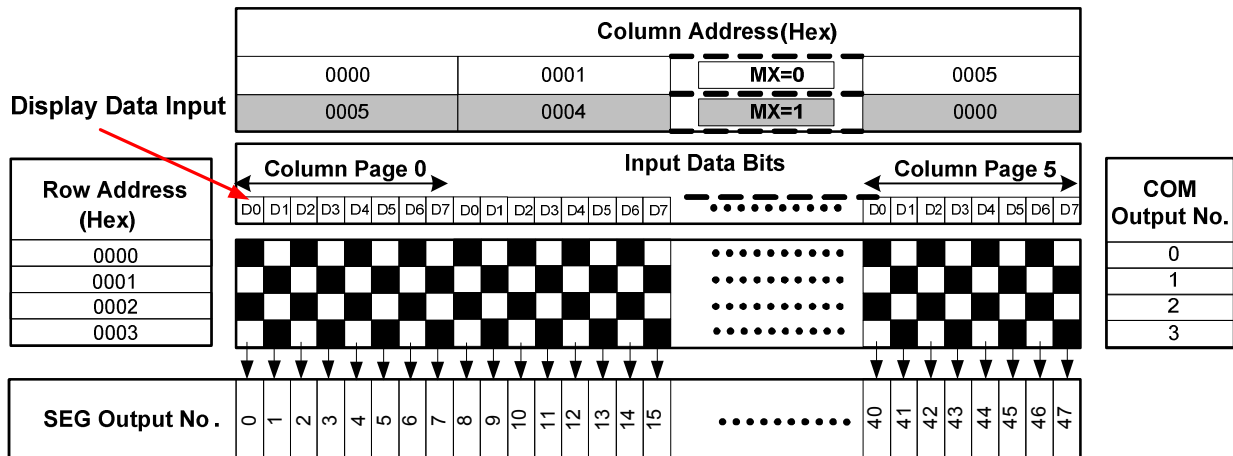 Column Address(Hex)
0000 0001 MX=0 0005
0005 0004 MX=1 0000
Display Data Input
Column Page 0 Input Data Bits Column Page 5
D0 D1 D2 D3 D4 D5 D6 D7 D0 D1 D2 D3 D4 D5 D6 D7 D0 D1 D2 D3 D4 D5 D6 D7
Row Address
(Hex)
0000
0001
0002
0003
COM
Output No.
0
1
2
3
SEG Output No. 0 1 2 3 4 5 6 7 8 9 10 11 12 13 14 15 40 41 42 43 44 45 46 47